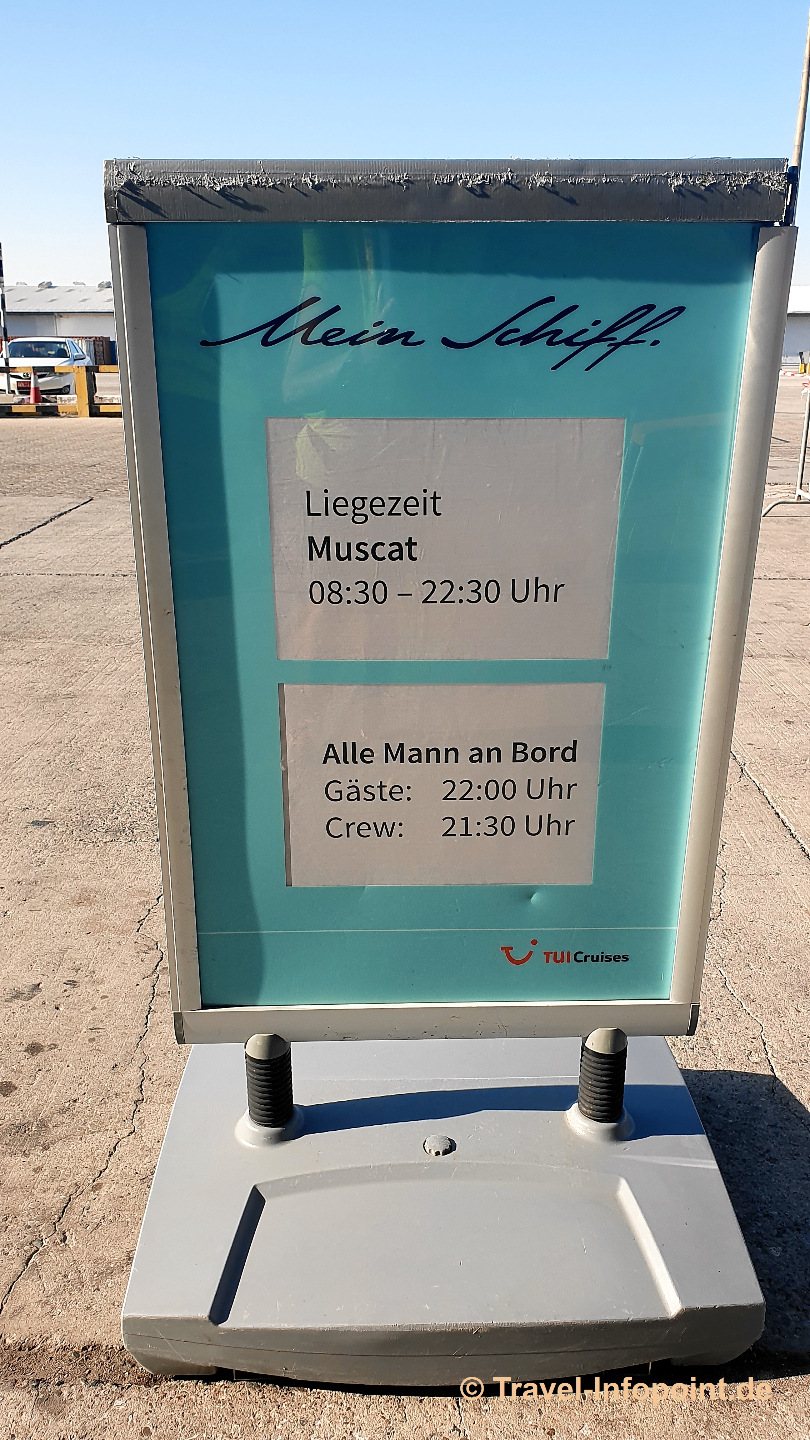 Mein Schiff.
Liegezeit
Muscat
08:30 – 22:30 Uhr
Alle Mann an Bord
Gäste: 22:00 Uhr
Crew: 21:30 Uhr
TUI Cruises
© Travel-Infopoint.de